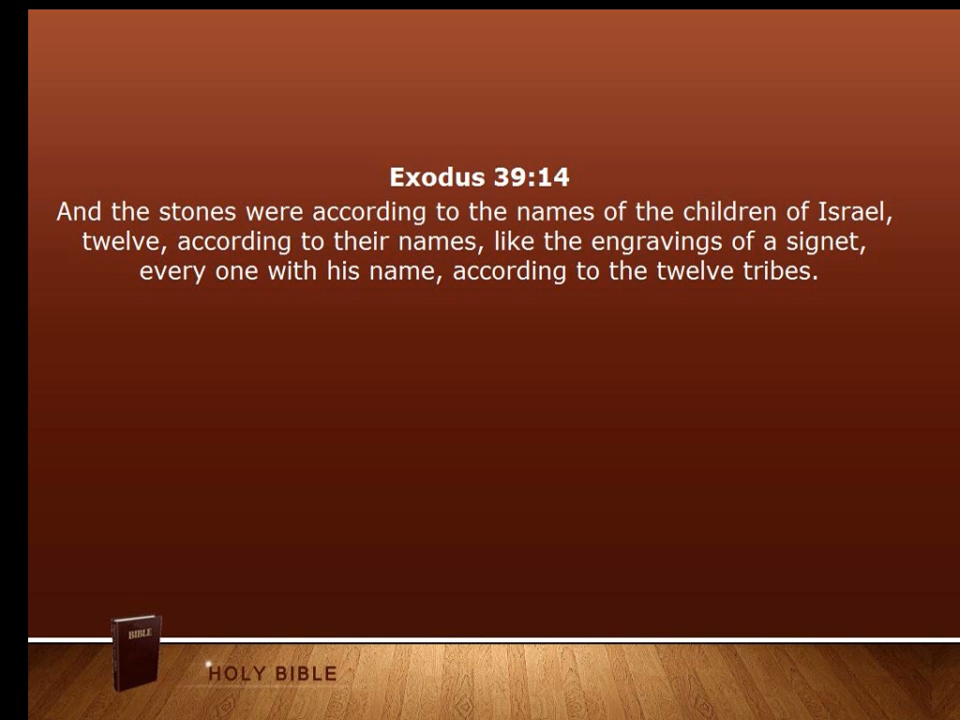 Exodus 39:14
And the stones were according to the names of the children of Israel,
twelve, according to their names, like the engravings of a signet,
every one with his name, according to the twelve tribes.
BIBLE
HOLY BIBLE